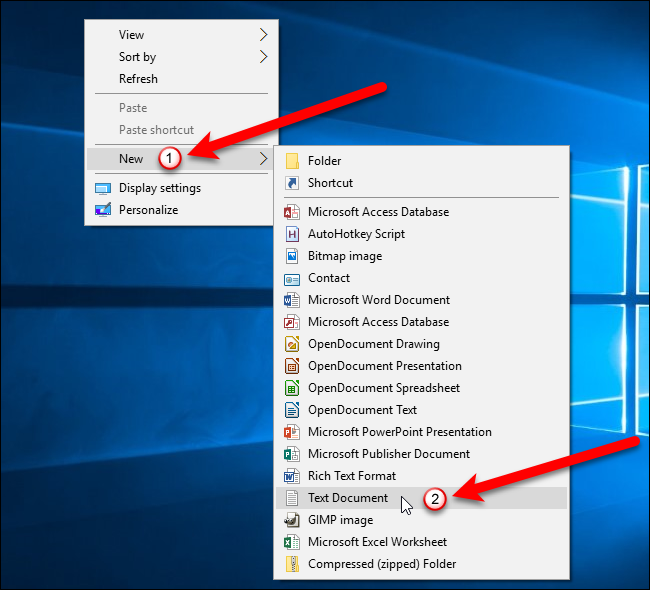 View
Sort by
Refresh
Paste
Paste shortcut
New 1
Display settings
Personalize
Folder
Shortcut
Microsoft Access Database
AutoHotkey Script
Bitmap image
Contact
Microsoft Word Document
Microsoft Access Database
OpenDocument Drawing
OpenDocument Presentation
OpenDocument Spreadsheet
OpenDocument Text
Microsoft PowerPoint Presentation
Microsoft Publisher Document
Rich Text Format
Text Document 2
GIMP image
Microsoft Excel Worksheet
Compressed (zipped) Folder